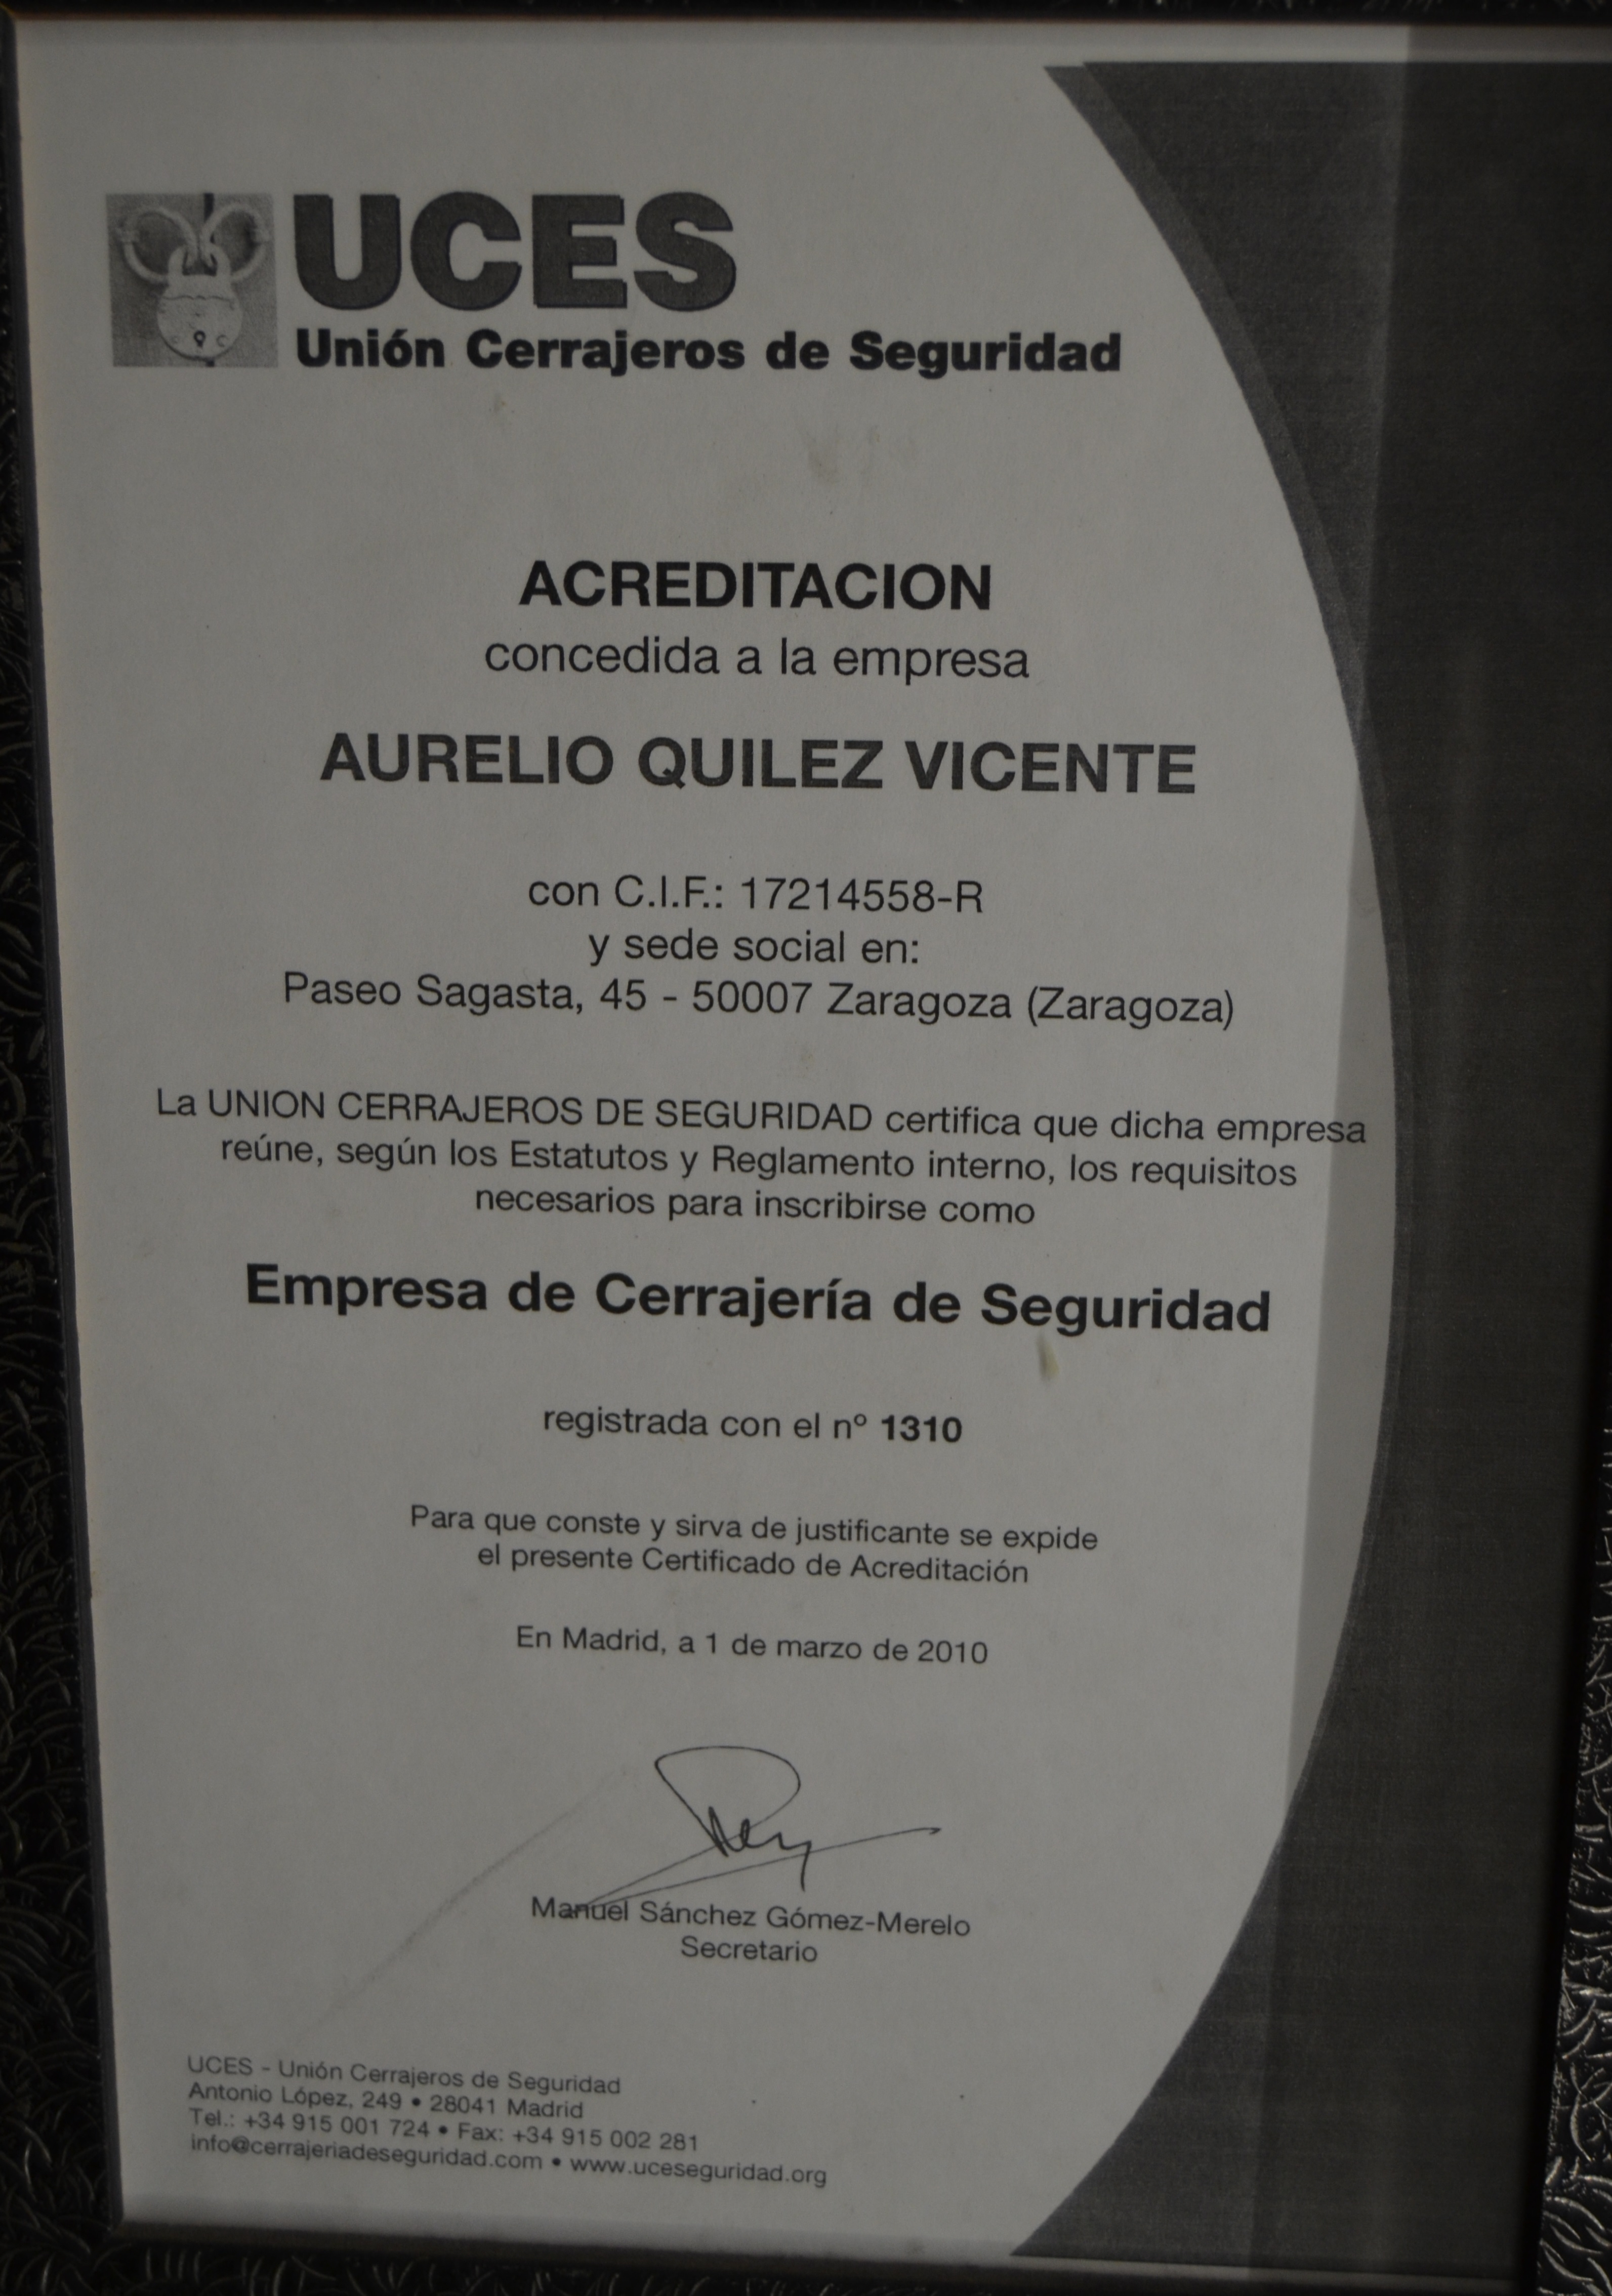 UCES
Unión Cerrajeros de Seguridad
ACREDITACION
concedida a la empresa
AURELIO QUILEZ VICENTE
con C.I.F.: 17214558-R
y sede social en:
Paseo Sagasta, 45 - 50007 Zaragoza (Zaragoza)
La UNION CERRAJEROS DE SEGURIDAD certifica que dicha empresa
reúne, según los Estatutos y Reglamento interno, los requisitos
necesarios para inscribirse como
Empresa de Cerrajería de Seguridad
registrada con el nº 1310
Para que conste y sirva de justificante se expide
el presente Certificado de Acreditación
En Madrid, a 1 de marzo de 2010
Manuel Sánchez Gómez-Merelo
Secretario
UCES - Unión Cerrajeros de Seguridad
Antonio López, 249 • 28041 Madrid
Tel.: +34 915 001 724 • Fax: +34 915 002 281
info@cerrajeriadeseguridad.com • www.uceseguridad.org